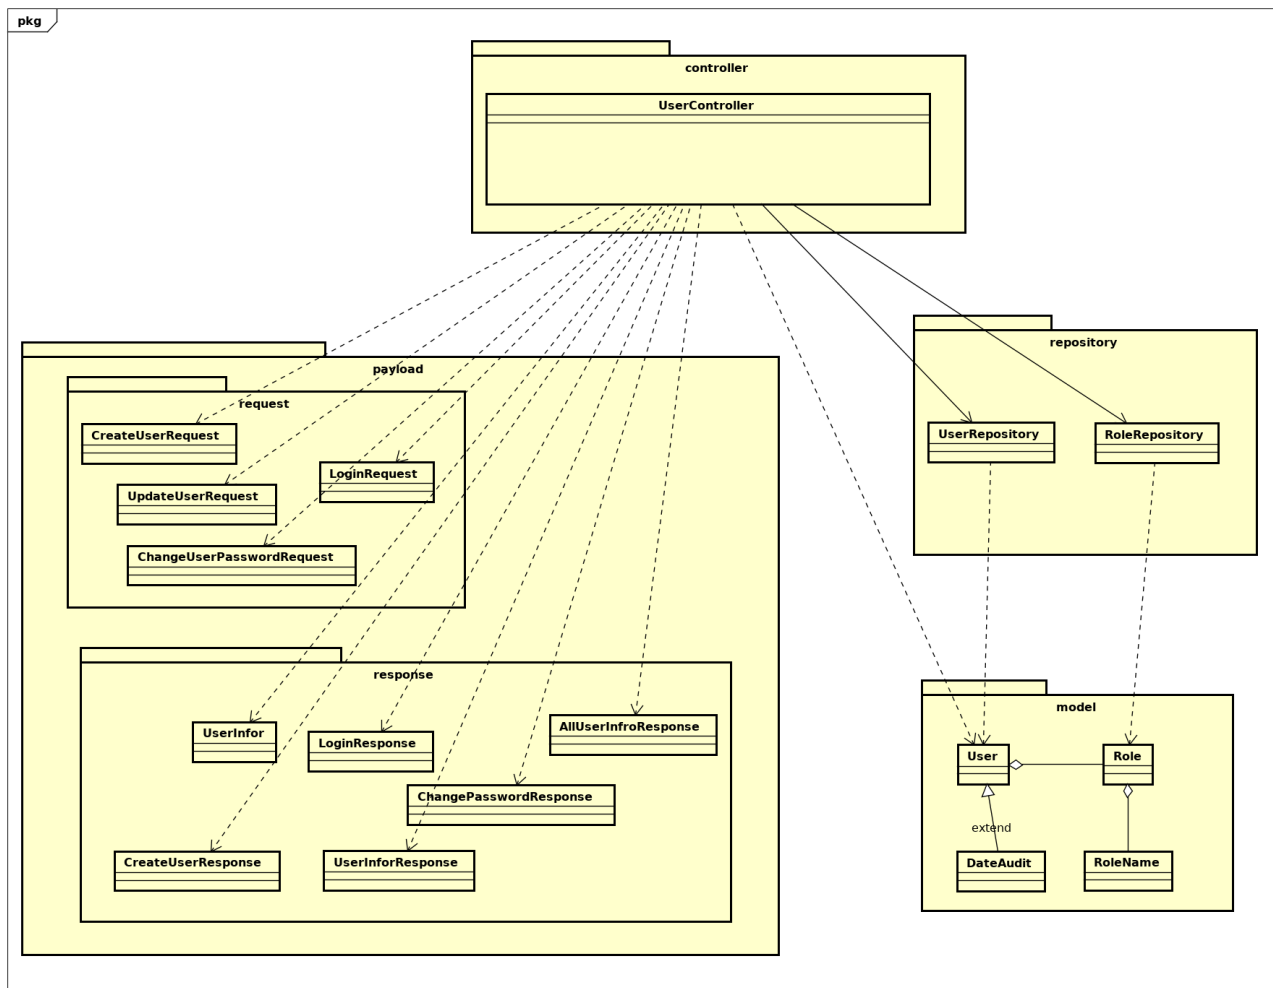 pkg
controller
UserController
payload
request
CreateUserRequest
LoginRequest
UpdateUserRequest
ChangeUserPasswordRequest
response
UserInfor
LoginResponse
AllUserInfroResponse
ChangePasswordResponse
CreateUserResponse
UserInforResponse
repository
UserRepository
RoleRepository
model
User
Role
extend
DateAudit
RoleName